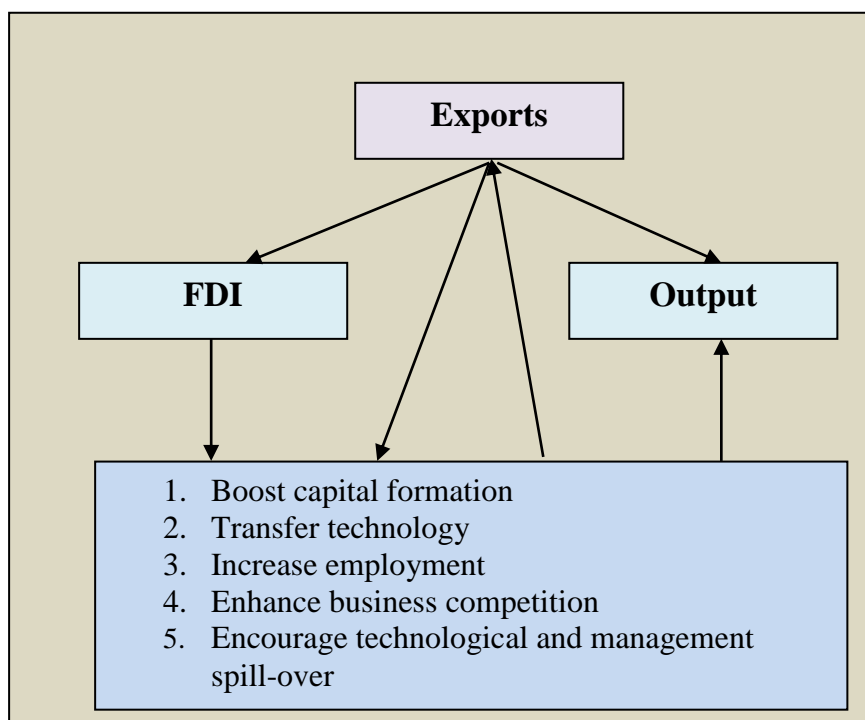 Exports
FDI
Output
1. Boost capital formation
2. Transfer technology
3. Increase employment
4. Enhance business competition
5. Encourage technological and management
spill-over